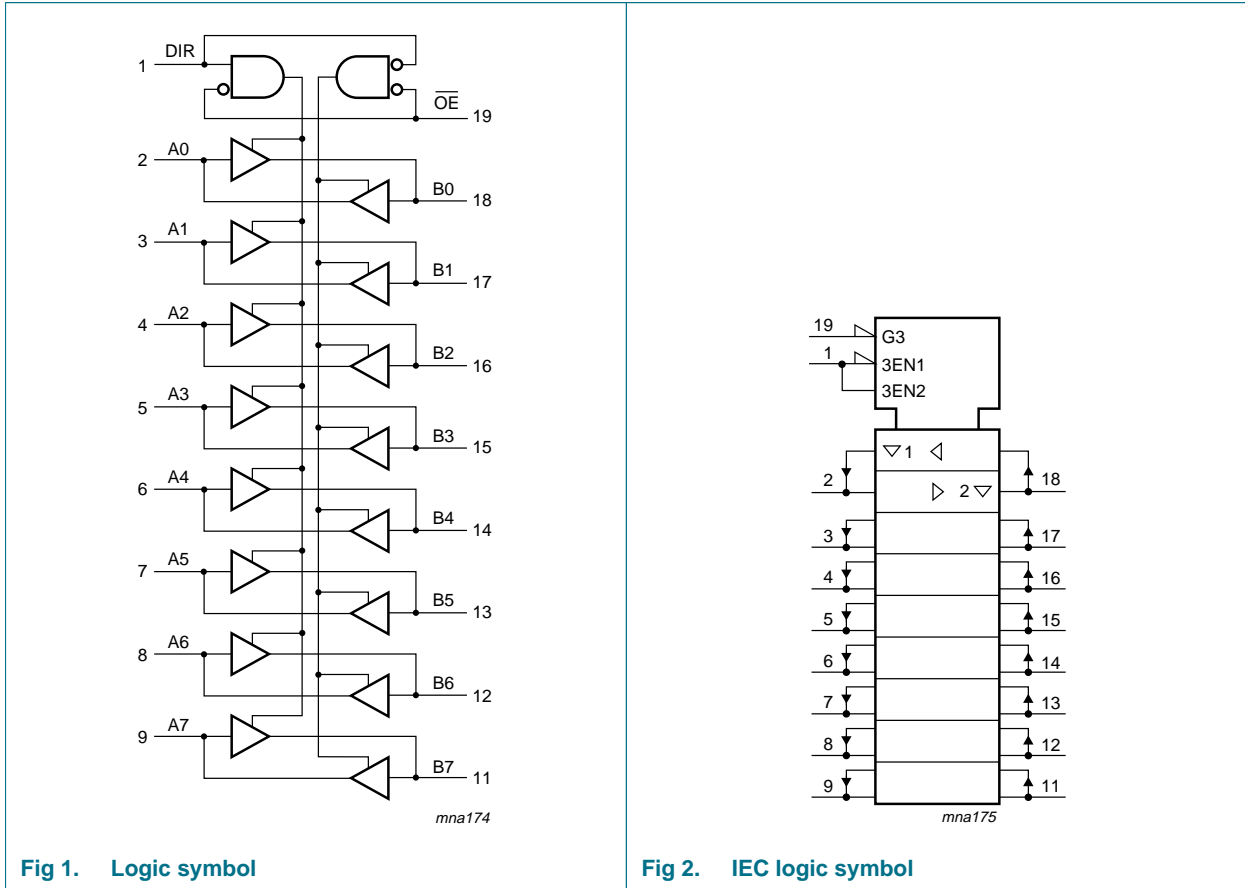 DIR
1
OE
19
2 A0
B0
18
3 A1
B1
17
4 A2
B2
16
5 A3
B3
15
6 A4
B4
14
7 A5
B5
13
8 A6
B6
12
9 A7
B7
11
mna174
Fig 1. Logic symbol
19 G3
1 3EN1
3EN2
1
2 18
2
3 17
4 16
5 15
6 14
7 13
8 12
9 11
mna175
Fig 2. IEC logic symbol